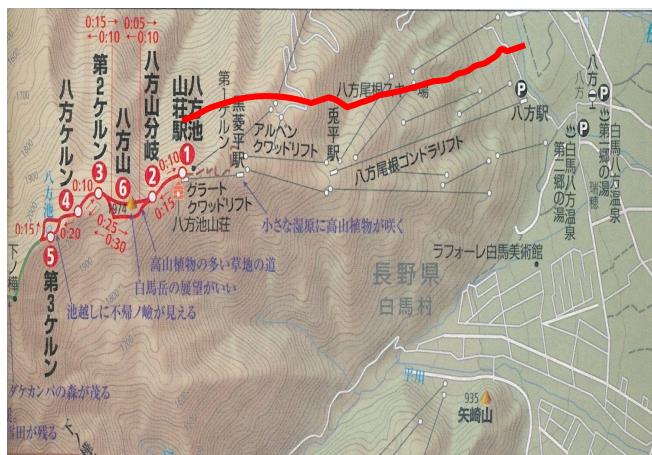 0:15→
←0:10
0:05→
←0:10
八方山分岐
八方池
山荘駅
第2ケルン
八方ケルン
八方山
第1ケルン
黒菱平駅
アルペン
クワッドリフト
兎平駅
八方尾根ゴンドラリフト
八方駅
八方
白馬八方温泉
第一郷の湯
白馬八方温泉
第一郷の湯
瑞穂
1
2
3
4
5
6
0:10
0:15
グラート
クワッドリフト
八方池山荘
1974
0:10
0:25
0:30
0:15
0:20
八方池
第3ケルン
下ノ樺
小さな湿原に高山植物が咲く
高山植物の多い草地の道
白馬岳の展望がいい
池越しに不帰ノ嶮が見える
ダケカンバの森が茂る
雪田が残る
ラフォーレ白馬美術館
長野県
白馬村
平川
935
矢崎山
P
P